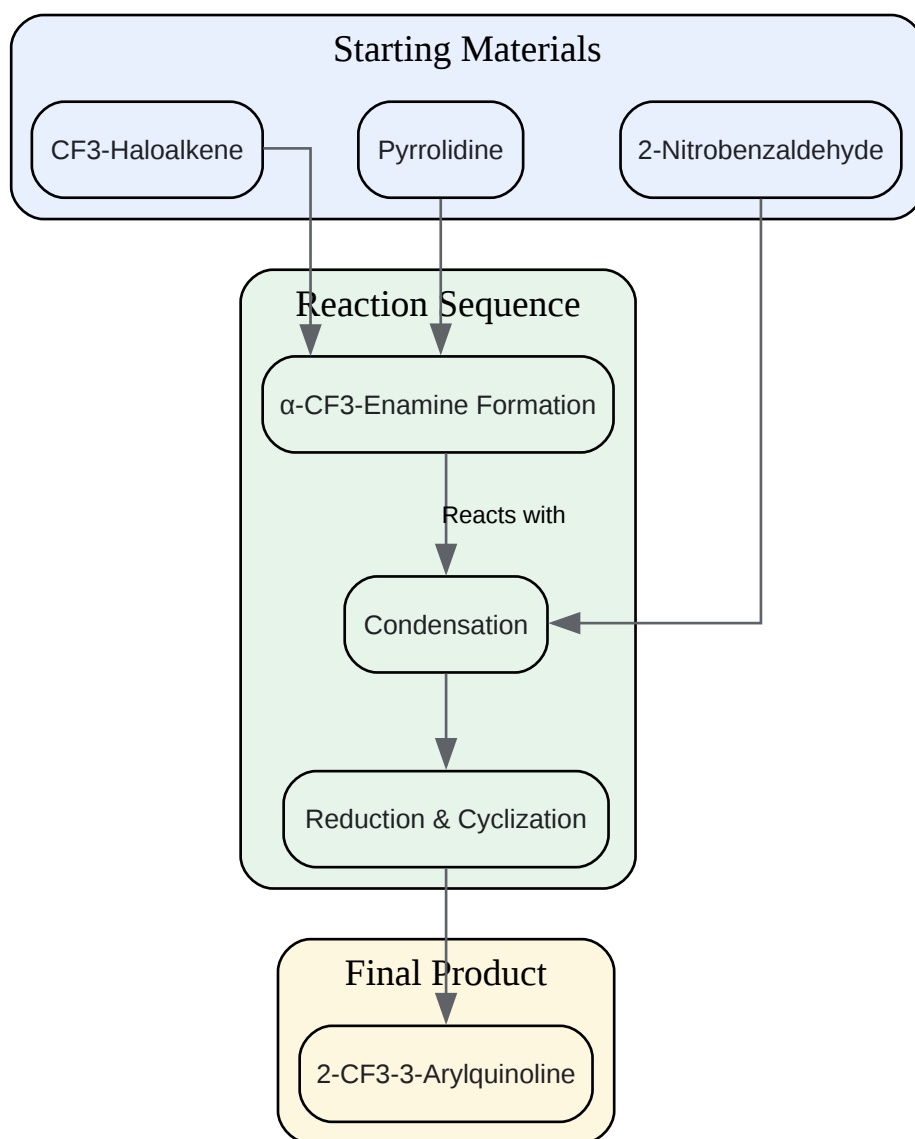 Starting Materials
CF3-Haloalkene
Pyrrolidine
2-Nitrobenzaldehyde
Reaction Sequence
α-CF3-Enamine Formation
Reacts with
Condensation
Reduction & Cyclization
Final Product
2-CF3-3-Arylquinoline